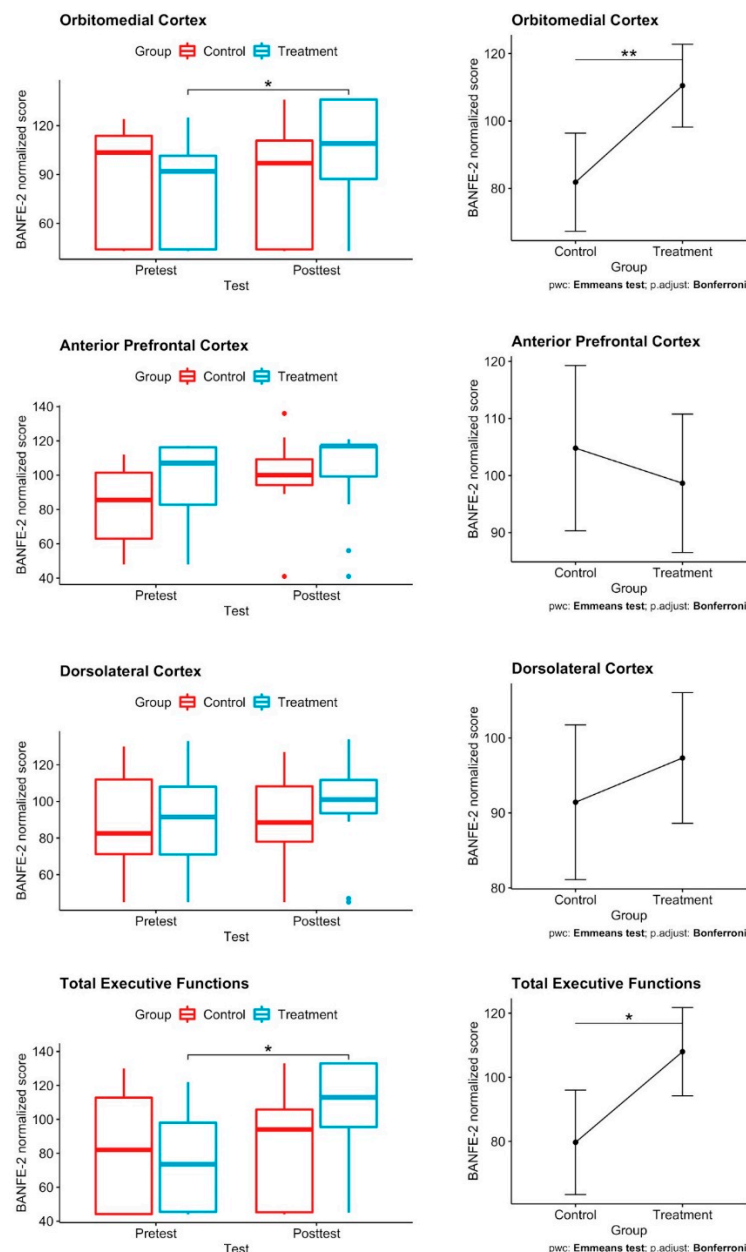 Orbitomedial Cortex
Group Control Treatment
BANFE-2 normalized score
120
90
60
*
Pretest Posttest
Test
Orbitomedial Cortex
BANFE-2 normalized score
120
100
80
**
Control Treatment
Group
pwc: Emmeans test; p.adjust: Bonferroni
Anterior Prefrontal Cortex
Group Control Treatment
BANFE-2 normalized score
140
120
100
80
60
40
Pretest Posttest
Test
Anterior Prefrontal Cortex
BANFE-2 normalized score
120
110
100
90
Control Treatment
Group
pwc: Emmeans test; p.adjust: Bonferroni
Dorsolateral Cortex
Group Control Treatment
BANFE-2 normalized score
120
100
80
60
Pretest Posttest
Test
Dorsolateral Cortex
BANFE-2 normalized score
100
90
80
Control Treatment
Group
pwc: Emmeans test; p.adjust: Bonferroni
Total Executive Functions
Group Control Treatment
BANFE-2 normalized score
140
120
100
80
60
40
*
Pretest Posttest
Test
Total Executive Functions
BANFE-2 normalized score
120
100
80
*
Control Treatment
Group
pwc: Emmeans test; p.adjust: Bonferroni